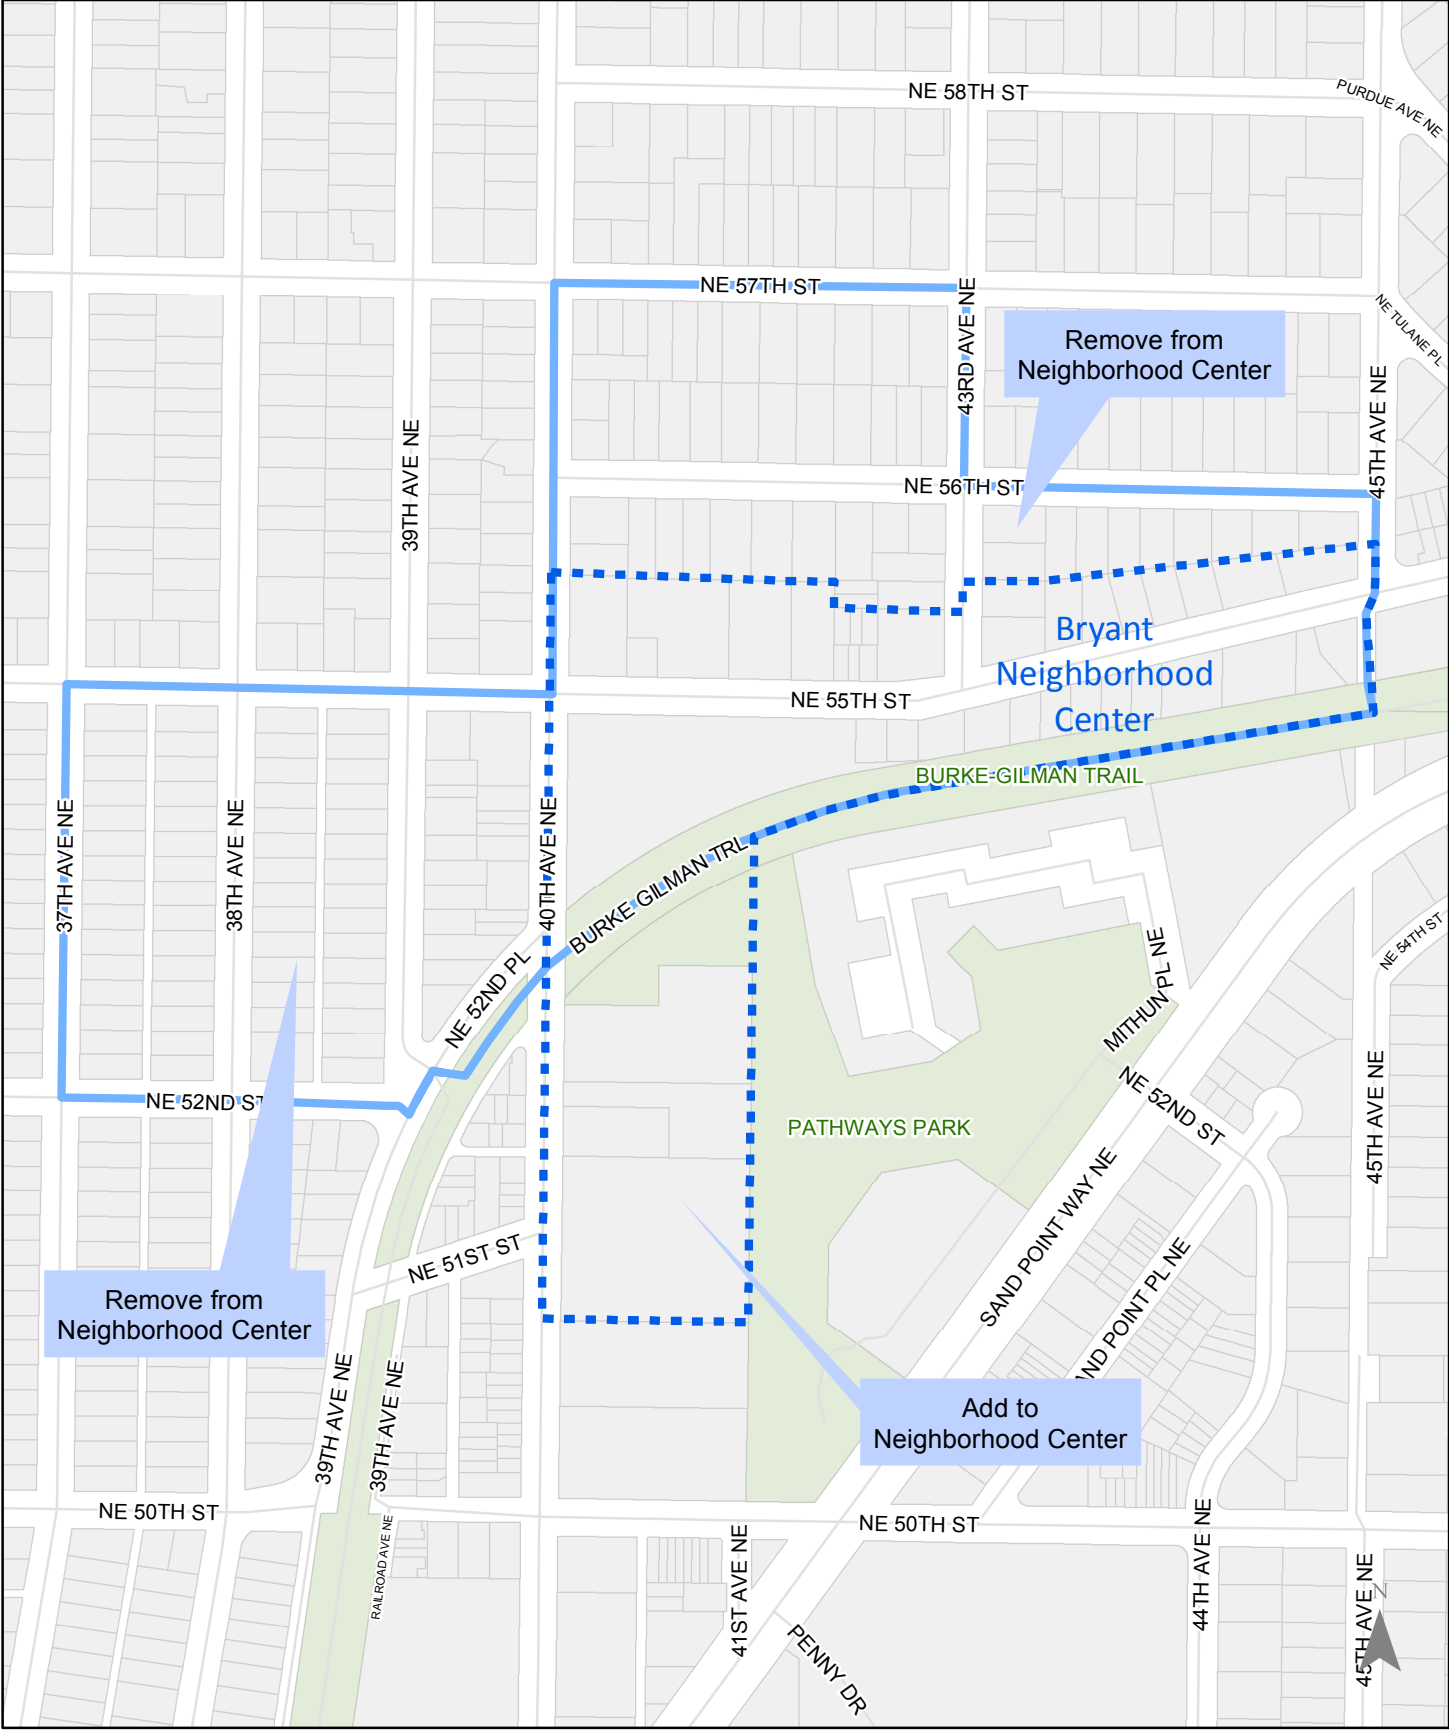 NE 58TH ST
PURDUE AVE NE
NE 57TH ST
43RD AVE NE
NE TULANE PL
Remove from
Neighborhood Center
45TH AVE NE
39TH AVE NE
NE 56TH ST
Bryant
Neighborhood
Center
NE 55TH ST
BURKE-GILMAN TRAIL
37TH AVE NE
38TH AVE NE
40TH AVE NE
BURKE GILMAN TRL
NE 52ND PL
MITHUN PL NE
NE 54TH ST
NE 52ND ST
NE 52ND ST
PATHWAYS PARK
45TH AVE NE
SAND POINT WAY NE
NE 51ST ST
AND POINT PL NE
Remove from
Neighborhood Center
39TH AVE NE
39TH AVE NE
Add to
Neighborhood Center
NE 50TH ST
NE 50TH ST
RAILROAD AVE NE
41ST AVE NE
44TH AVE NE
45TH AVE NE
N
PENNY DR